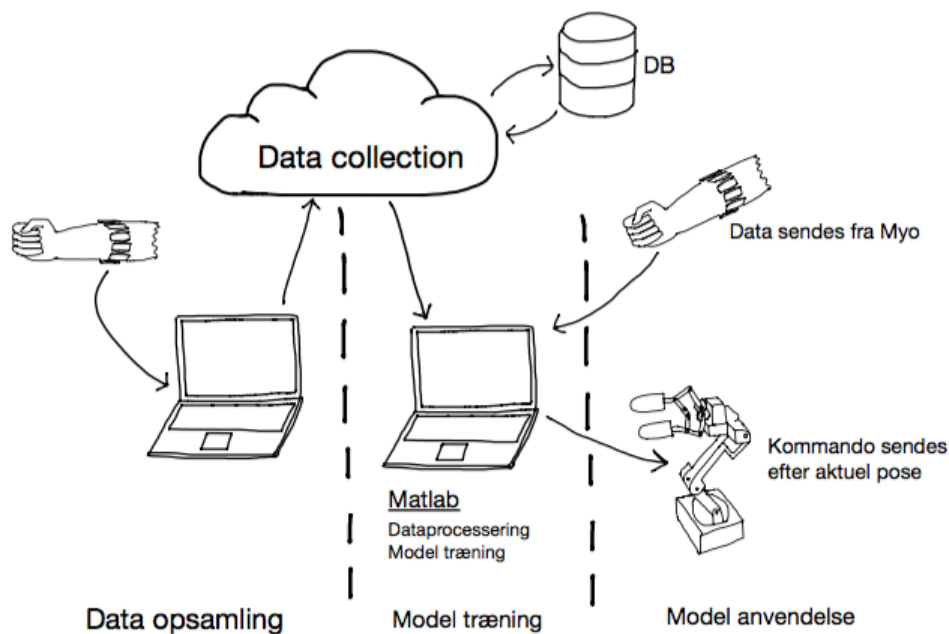 DB
Data collection
Data sendes fra Myo
Kommando sendes
efter aktuel pose
Matlab
Dataprocessering
Model træning
Data opsamling
Model træning
Model anvendelse